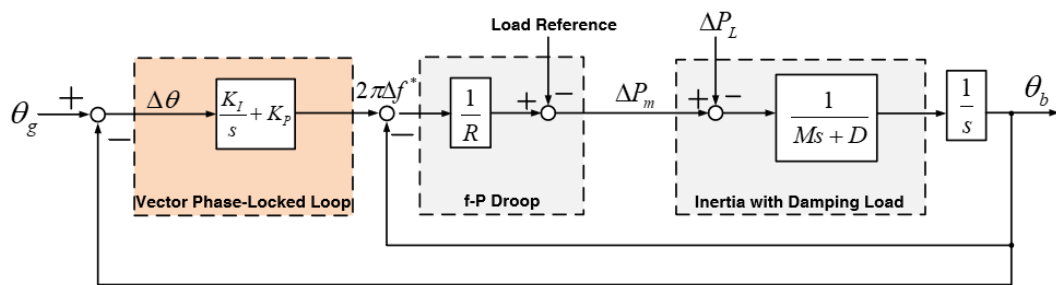 Load Reference
ΔP_L
θ_g
+
−
Δθ
K_I/s + K_P
2πΔf*
−
1/R
+
−
ΔP_m
+
−
1/(Ms + D)
1/s
θ_b
Vector Phase-Locked Loop
f-P Droop
Inertia with Damping Load